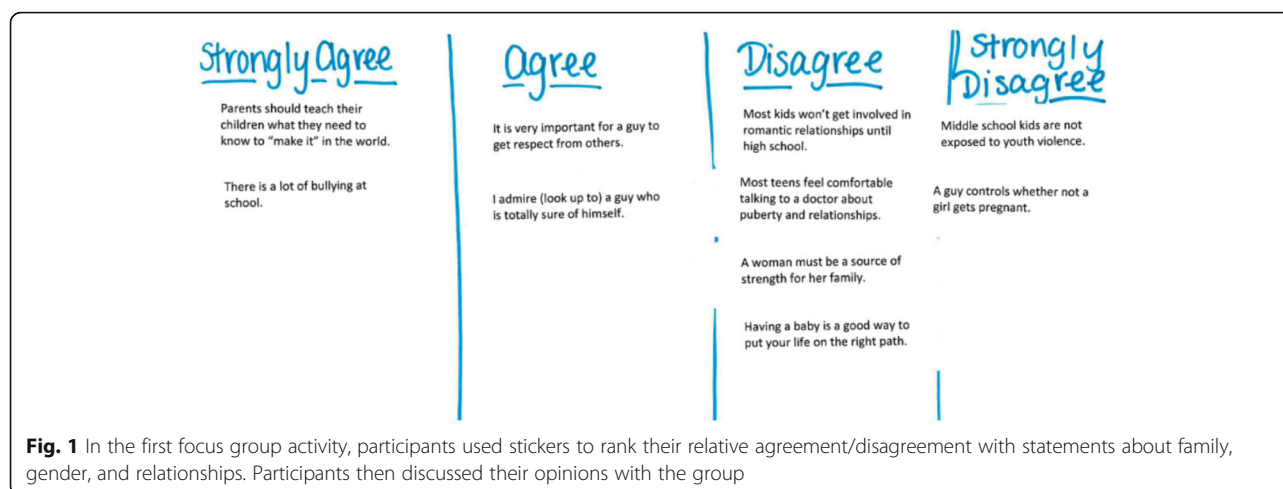 Strongly Agree
Parents should teach their
children what they need to
know to "make it" in the world.
There is a lot of bullying at
school.
Agree
It is very important for a guy to
get respect from others.
I admire (look up to) a guy who
is totally sure of himself.
Disagree
Most kids won't get involved in
romantic relationships until
high school.
Most teens feel comfortable
talking to a doctor about
puberty and relationships.
A woman must be a source of
strength for her family.
Having a baby is a good way to
put your life on the right path.
Strongly
Disagree
Middle school kids are not
exposed to youth violence.
A guy controls whether not a
girl gets pregnant.
Fig. 1 In the first focus group activity, participants used stickers to rank their relative agreement/disagreement with statements about family,
gender, and relationships. Participants then discussed their opinions with the group